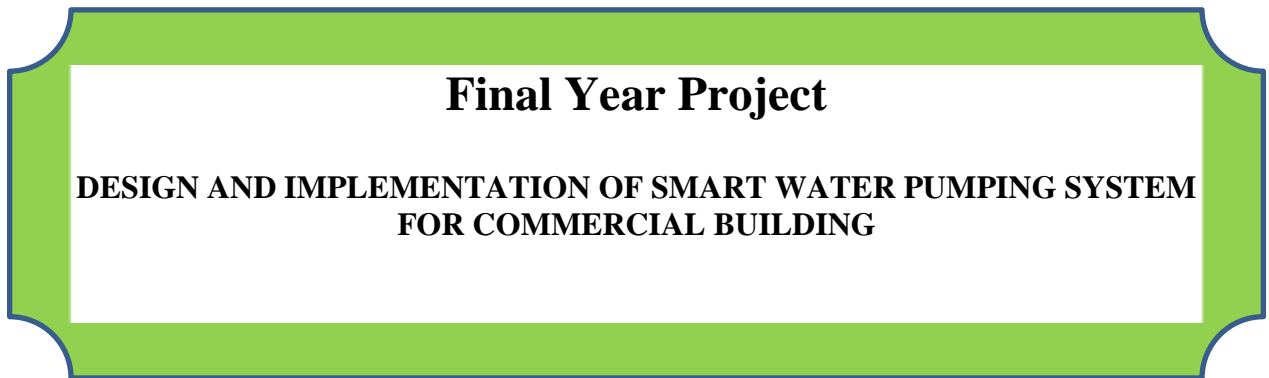 Final Year Project
DESIGN AND IMPLEMENTATION OF SMART WATER PUMPING SYSTEM
FOR COMMERCIAL BUILDING